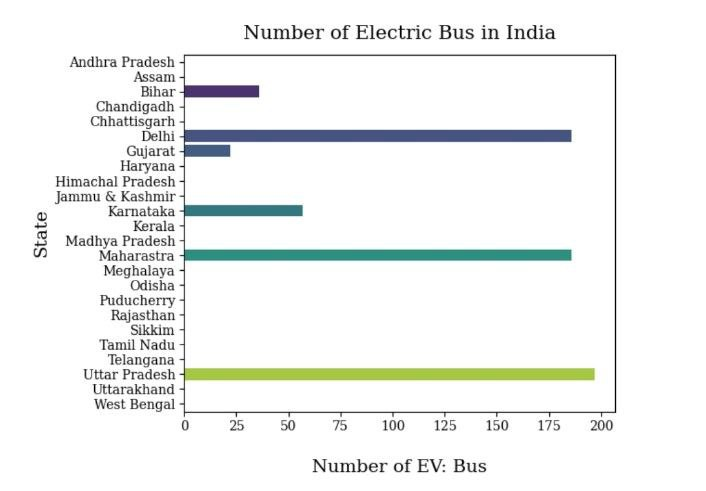 Number of Electric Bus in India
Andhra Pradesh
Assam
Bihar
Chandigadh
Chhattisgarh
Delhi
Gujarat
Haryana
Himachal Pradesh
Jammu & Kashmir
Karnataka
Kerala
Madhya Pradesh
Maharastra
Meghalaya
Odisha
Puducherry
Rajasthan
Sikkim
Tamil Nadu
Telangana
Uttar Pradesh
Uttarakhand
West Bengal
State
0 25 50 75 100 125 150 175 200
Number of EV: Bus